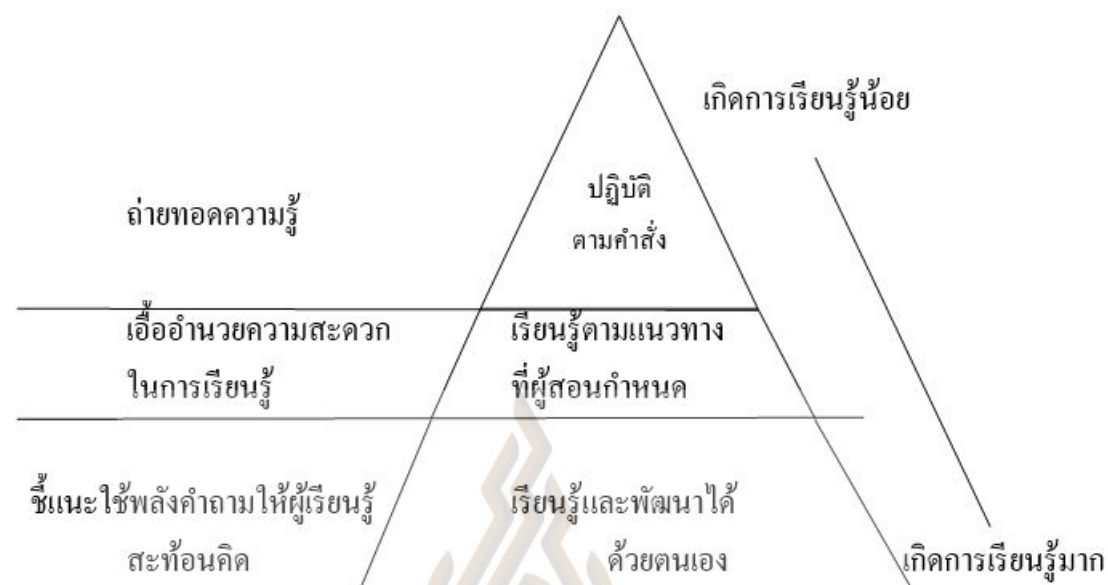 เกิดการเรียนรู้น้อย
ถ่ายทอดความรู้
ปฏิบัติ
ตามคำสั่ง
เอื้ออำนวยความสะดวก
ในการเรียนรู้
เรียนรู้ตามแนวทาง
ที่ผู้สอนกำหนด
ชี้แนะใช้พลังคำถามให้ผู้เรียนรู้
สะท้อนคิด
เรียนรู้และพัฒนาได้
ด้วยตนเอง
เกิดการเรียนรู้มาก